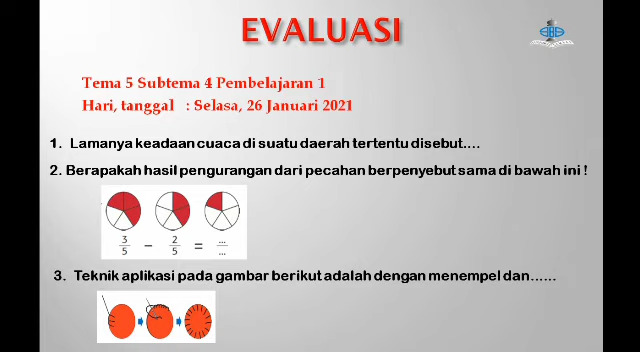 EVALUASI
Tema 5 Subtema 4 Pembelajaran 1
Hari, tanggal : Selasa, 26 Januari 2021
1. Lamanya keadaan cuaca di suatu daerah tertentu disebut....
2. Berapakah hasil pengurangan dari pecahan berpenyebut sama di bawah ini !
3/5 - 2/5 = .../...
3. Teknik aplikasi pada gambar berikut adalah dengan menempel dan......